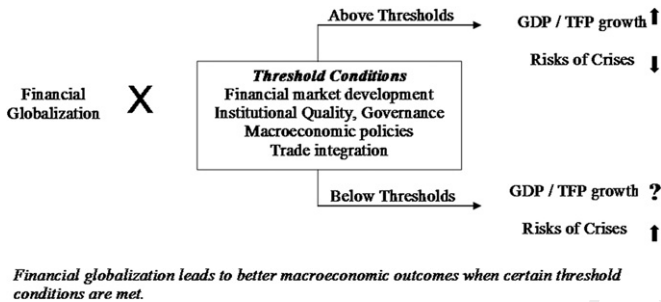 Above Thresholds
GDP / TFP growth
Risks of Crises
Financial
Globalization
X
Threshold Conditions
Financial market development
Institutional Quality, Governance
Macroeconomic policies
Trade integration
Below Thresholds
GDP / TFP growth ?
Risks of Crises
Financial globalization leads to better macroeconomic outcomes when certain threshold
conditions are met.